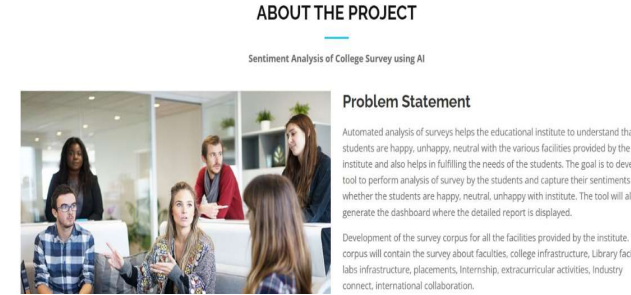 ABOUT THE PROJECT
Sentiment Analysis of College Survey using AI
Problem Statement
Automated analysis of surveys helps the educational institute to understand tha
students are happy, unhappy, neutral with the various facilities provided by the
institute and also helps in fulfilling the needs of the students. The goal is to deve
tool to perform analysis of survey by the students and capture their sentiments
whether the students are happy, neutral, unhappy with institute. The tool will al
generate the dashboard where the detailed report is displayed.
Development of the survey corpus for all the facilities provided by the institute.
corpus will contain the survey about faculties, college infrastructure, Library faci
labs infrastructure, placements, Internship, extracurricular activities, Industry
connect, international collaboration.